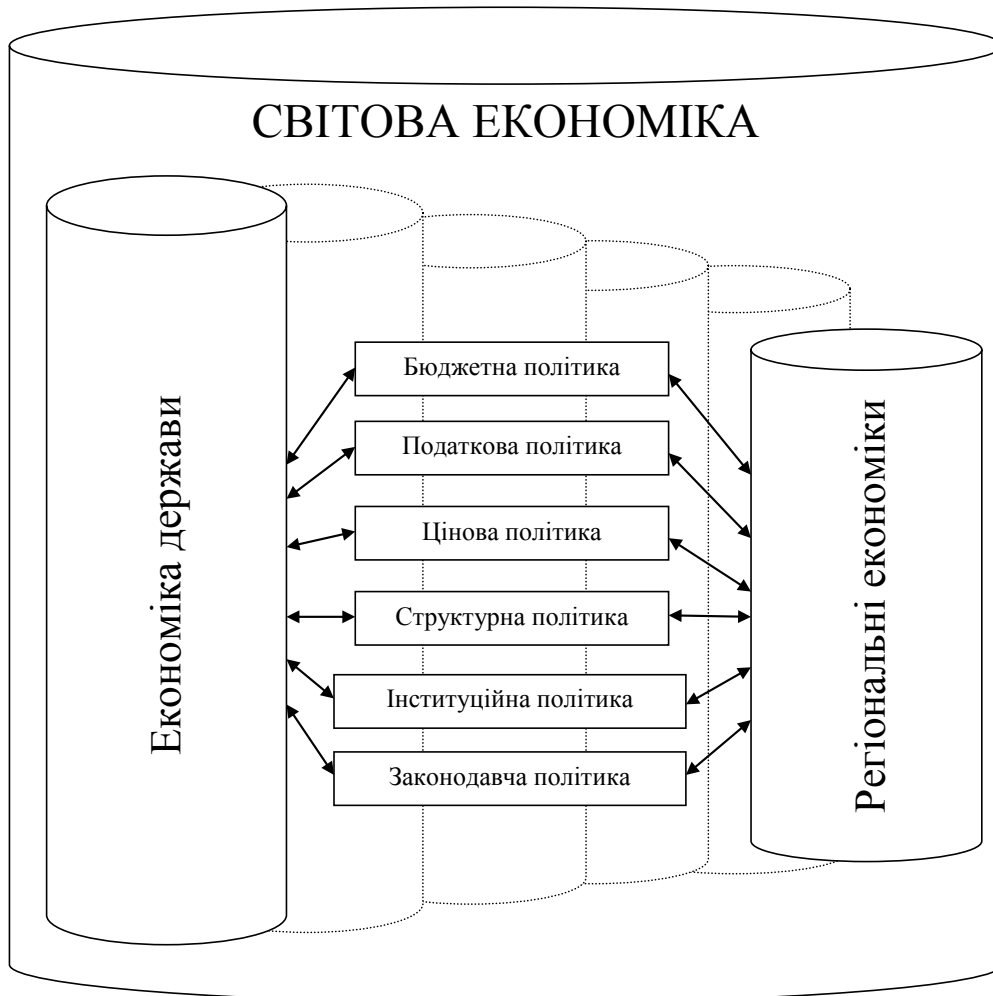 СВІТОВА ЕКОНОМІКА
Економіка держави
Бюджетна політика
Податкова політика
Цінова політика
Структурна політика
Інституційна політика
Законодавча політика
Регіональні економіки